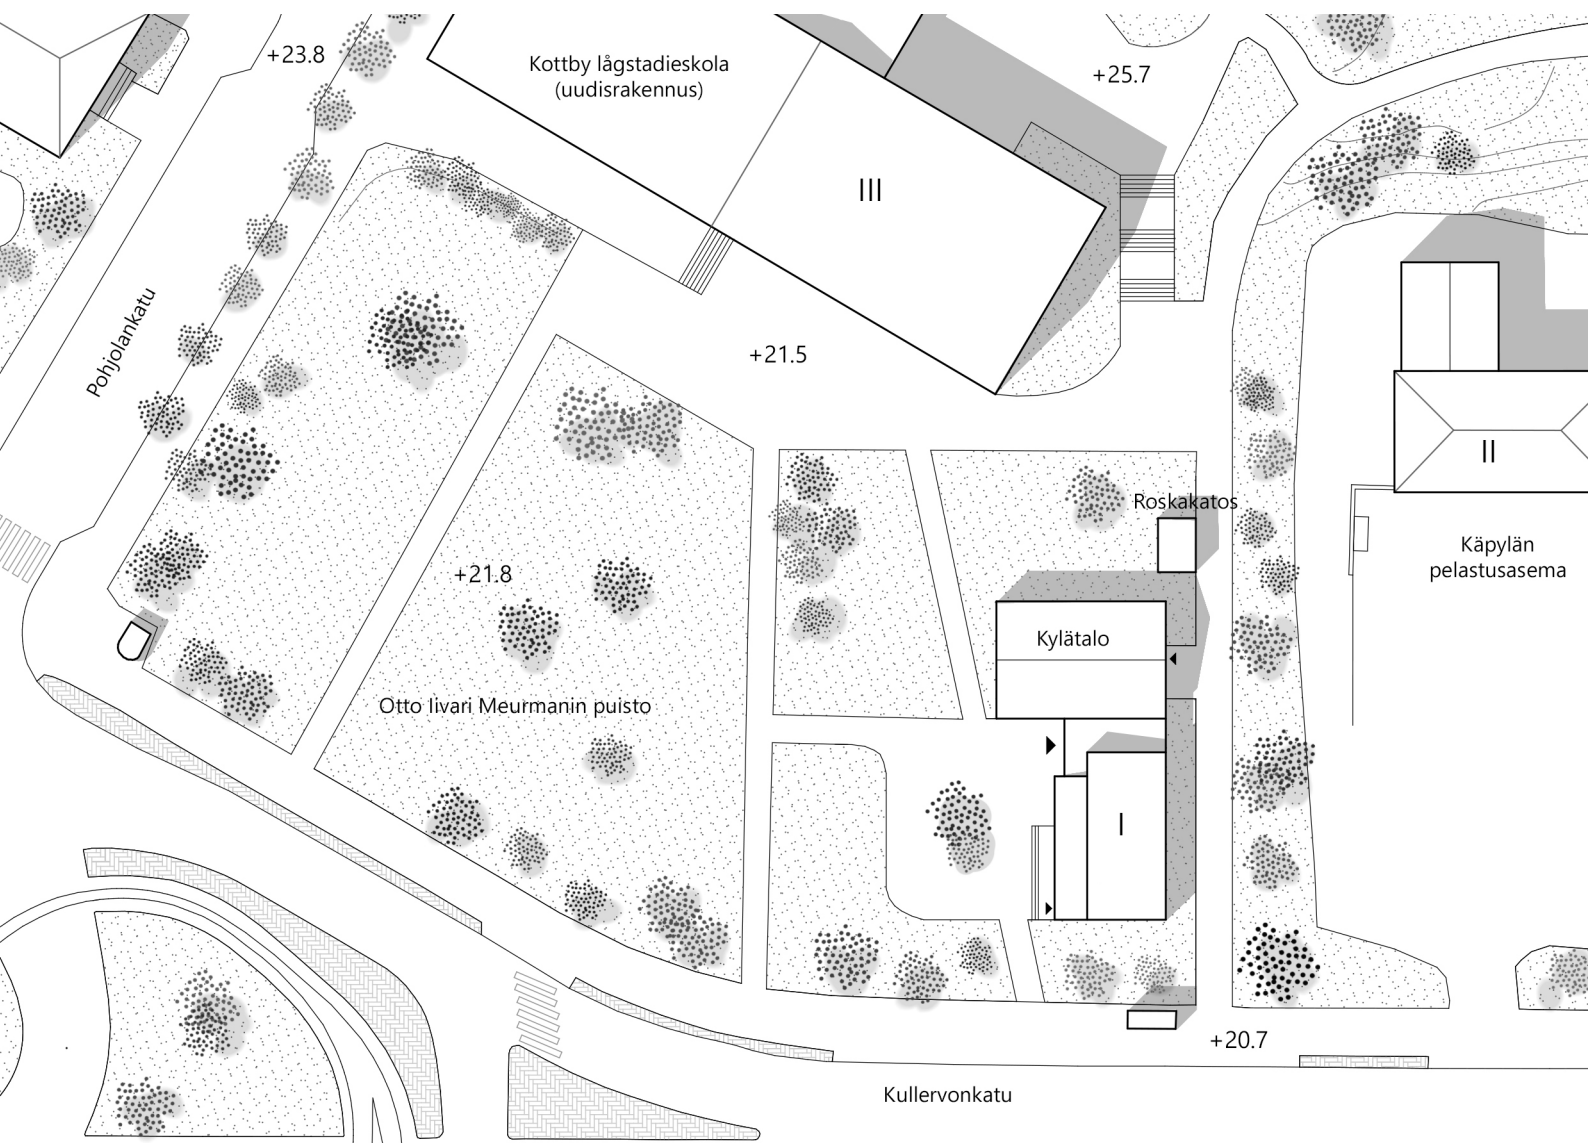 +23.8
Kottby lågstadieskola
(uudisrakennus)
+25.7
III
Pohjolankatu
+21.5
II
Roskakatos
Käpylän
pelastusasema
+21.8
Kylätalo
Otto Iivari Meurmanin puisto
I
+20.7
Kullervonkatu